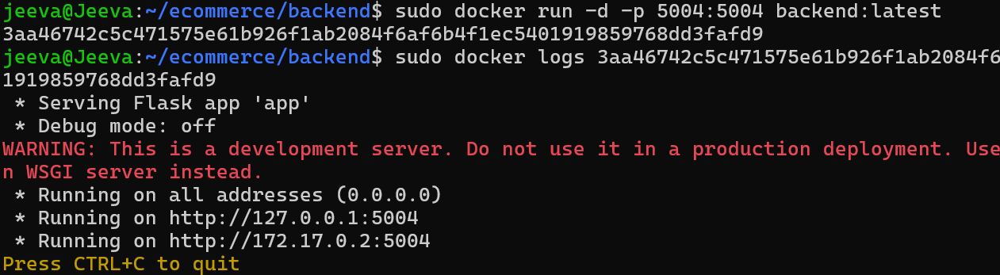 jeeva@Jeeva:~/ecommerce/backend$ sudo docker run -d -p 5004:5004 backend:latest
3aa46742c5c471575e61b926f1ab2084f6af6b4f1ec5401919859768dd3fafd9
jeeva@Jeeva:~/ecommerce/backend$ sudo docker logs 3aa46742c5c471575e61b926f1ab2084f6
1919859768dd3fafd9
 * Serving Flask app 'app'
 * Debug mode: off
WARNING: This is a development server. Do not use it in a production deployment. Use
n WSGI server instead.
 * Running on all addresses (0.0.0.0)
 * Running on http://127.0.0.1:5004
 * Running on http://172.17.0.2:5004
Press CTRL+C to quit